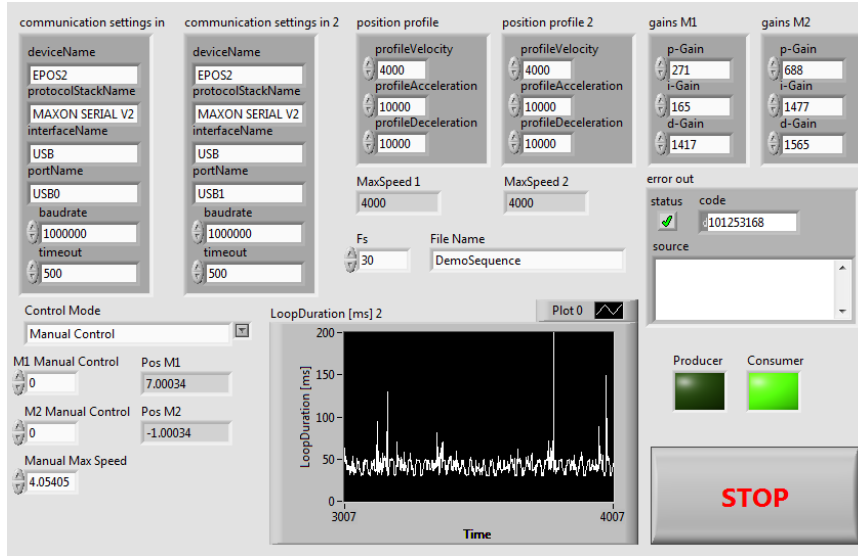 communication settings in
communication settings in 2
position profile
position profile 2
gains M1
gains M2
deviceName
EPOS2
protocolStackName
MAXON SERIAL V2
interfaceName
USB
portName
USB0
baudrate
1000000
timeout
500
deviceName
EPOS2
protocolStackName
MAXON SERIAL V2
interfaceName
USB
portName
USB1
baudrate
1000000
timeout
500
profileVelocity
4000
profileAcceleration
10000
profileDeceleration
10000
profileVelocity
4000
profileAcceleration
10000
profileDeceleration
10000
p-Gain
271
i-Gain
165
d-Gain
1417
p-Gain
688
i-Gain
1477
d-Gain
1565
MaxSpeed 1
4000
MaxSpeed 2
4000
Fs
30
File Name
DemoSequence
error out
status
code
d101253168
source
Control Mode
Manual Control
M1 Manual Control
0
Pos M1
7.00034
M2 Manual Control
0
Pos M2
-1.00034
Manual Max Speed
4.05405
LoopDuration [ms] 2
Plot 0
LoopDuration [ms]
200
150
100
50
0
3007
4007
Time
Producer
Consumer
STOP